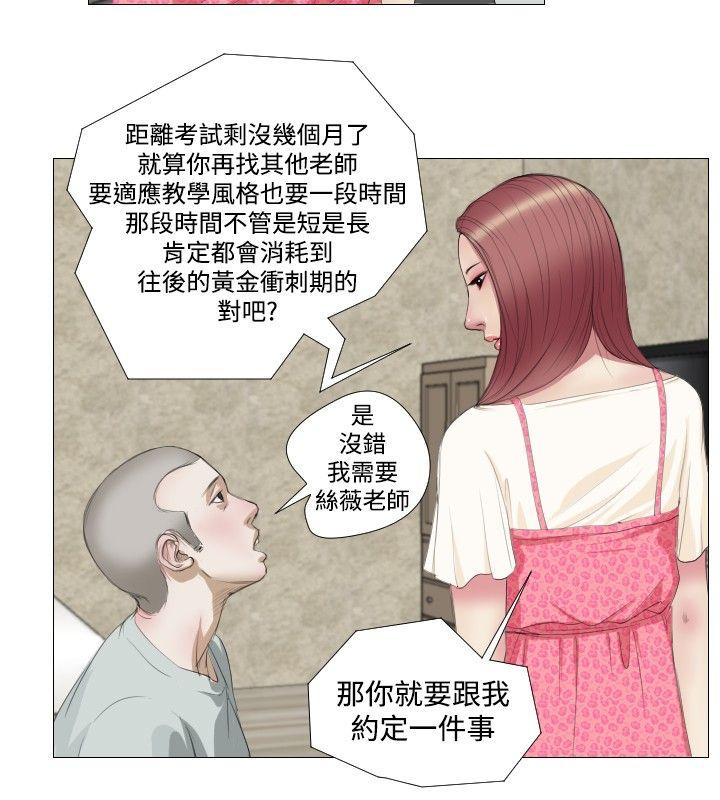 距離考試剩沒幾個月了
就算你再找其他老師
要適應教學風格也要一段時間
那段時間不管是短是長
肯定都會消耗到
往後的黃金衝刺期的
對吧?
是
沒錯
我需要
絲薇老師
那你就要跟我
約定一件事